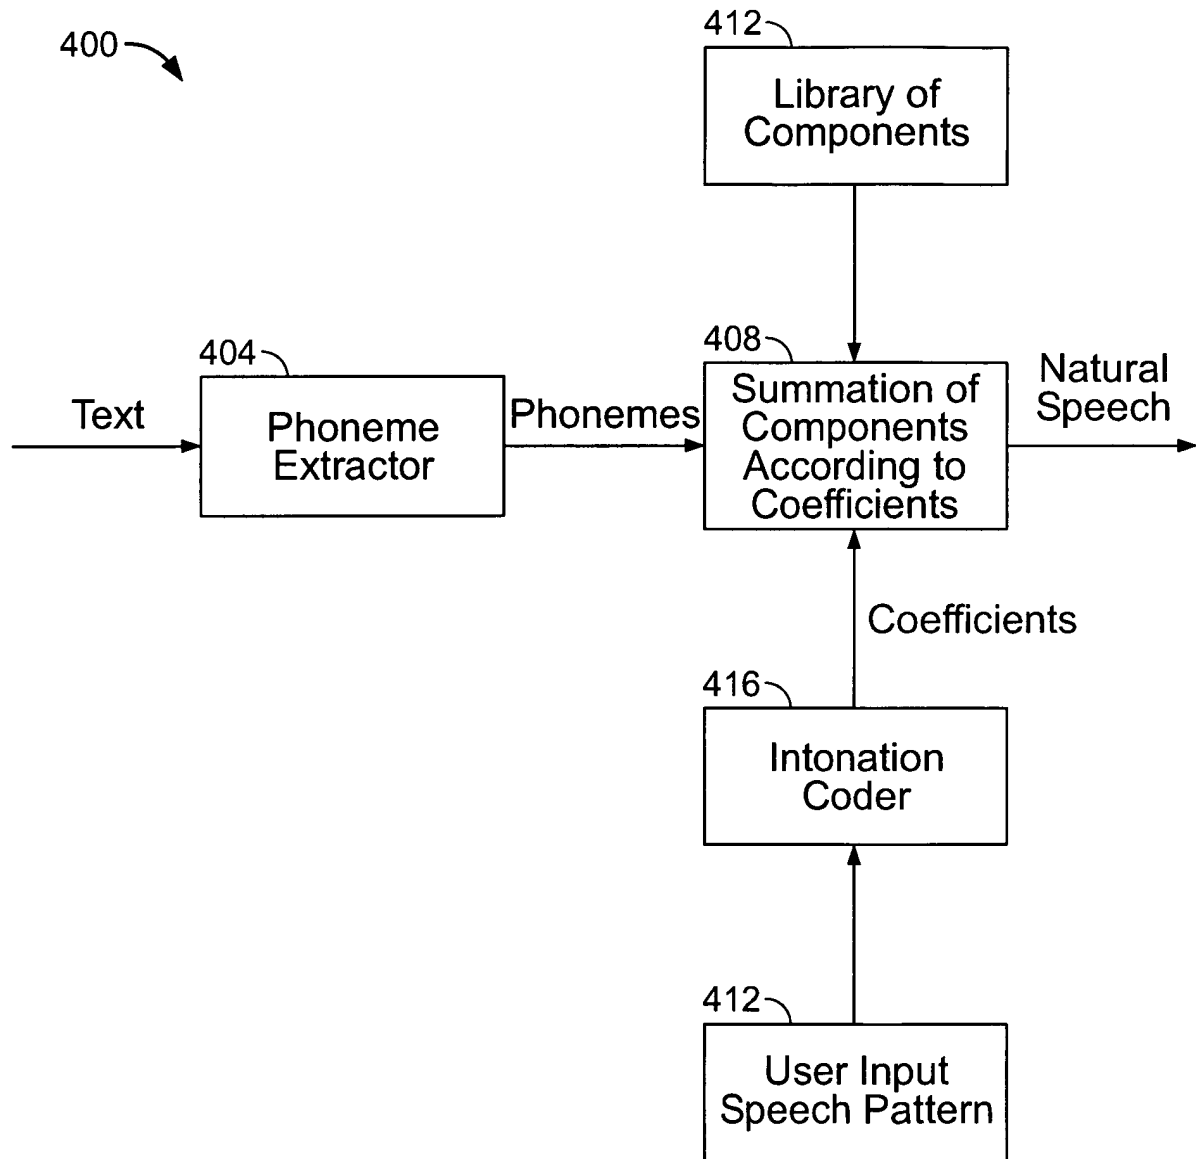 400
412
Library of
Components
404
408
Text
Phoneme
Extractor
Phonemes
Summation of
Components
According to
Coefficients
Natural
Speech
Coefficients
416
Intonation
Coder
412
User Input
Speech Pattern